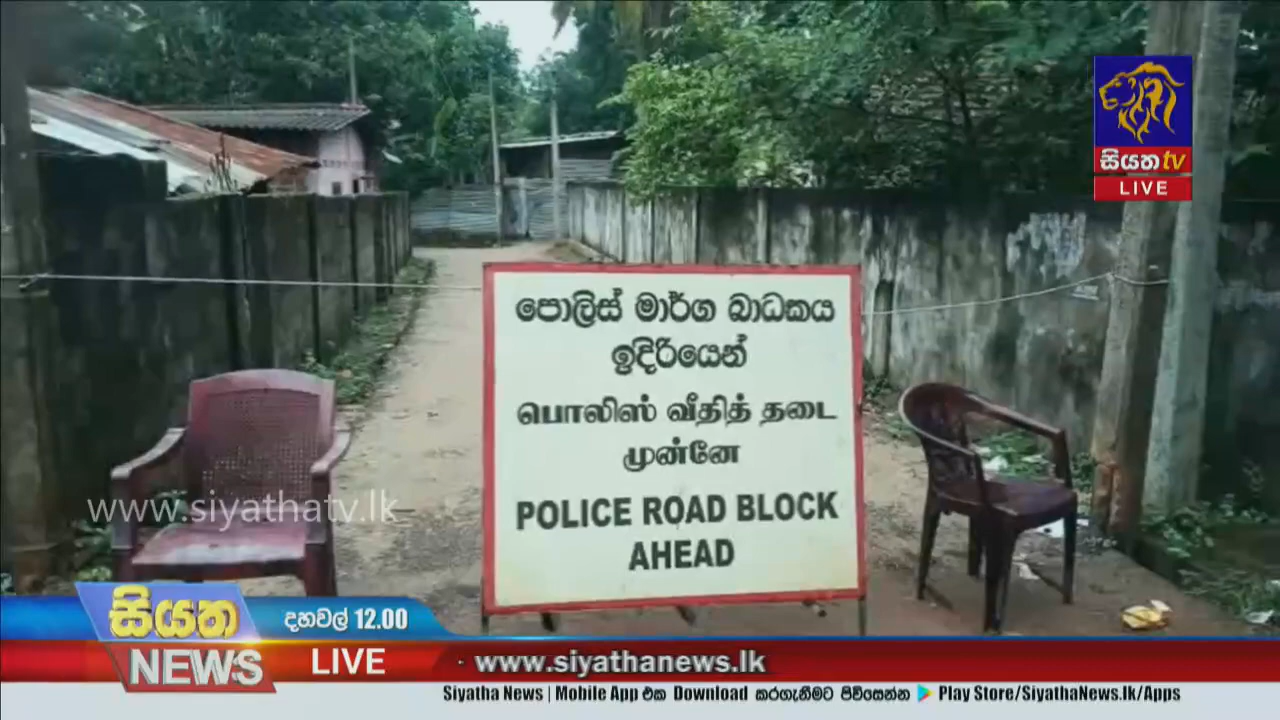 සියත tv
LIVE
පොලිස් මාර්ග බාධකය
ඉදිරියෙන්
பொலிஸ் வீதித் தடை
முன்னே
POLICE ROAD BLOCK
AHEAD
www.siyathatv.lk
සියත
දහවල් 12.00
NEWS
LIVE
www.siyathanews.lk
Siyatha News | Mobile App එක Download කරගැනීමට පිවිසෙන්න Play Store/SiyathaNews.lk/Apps